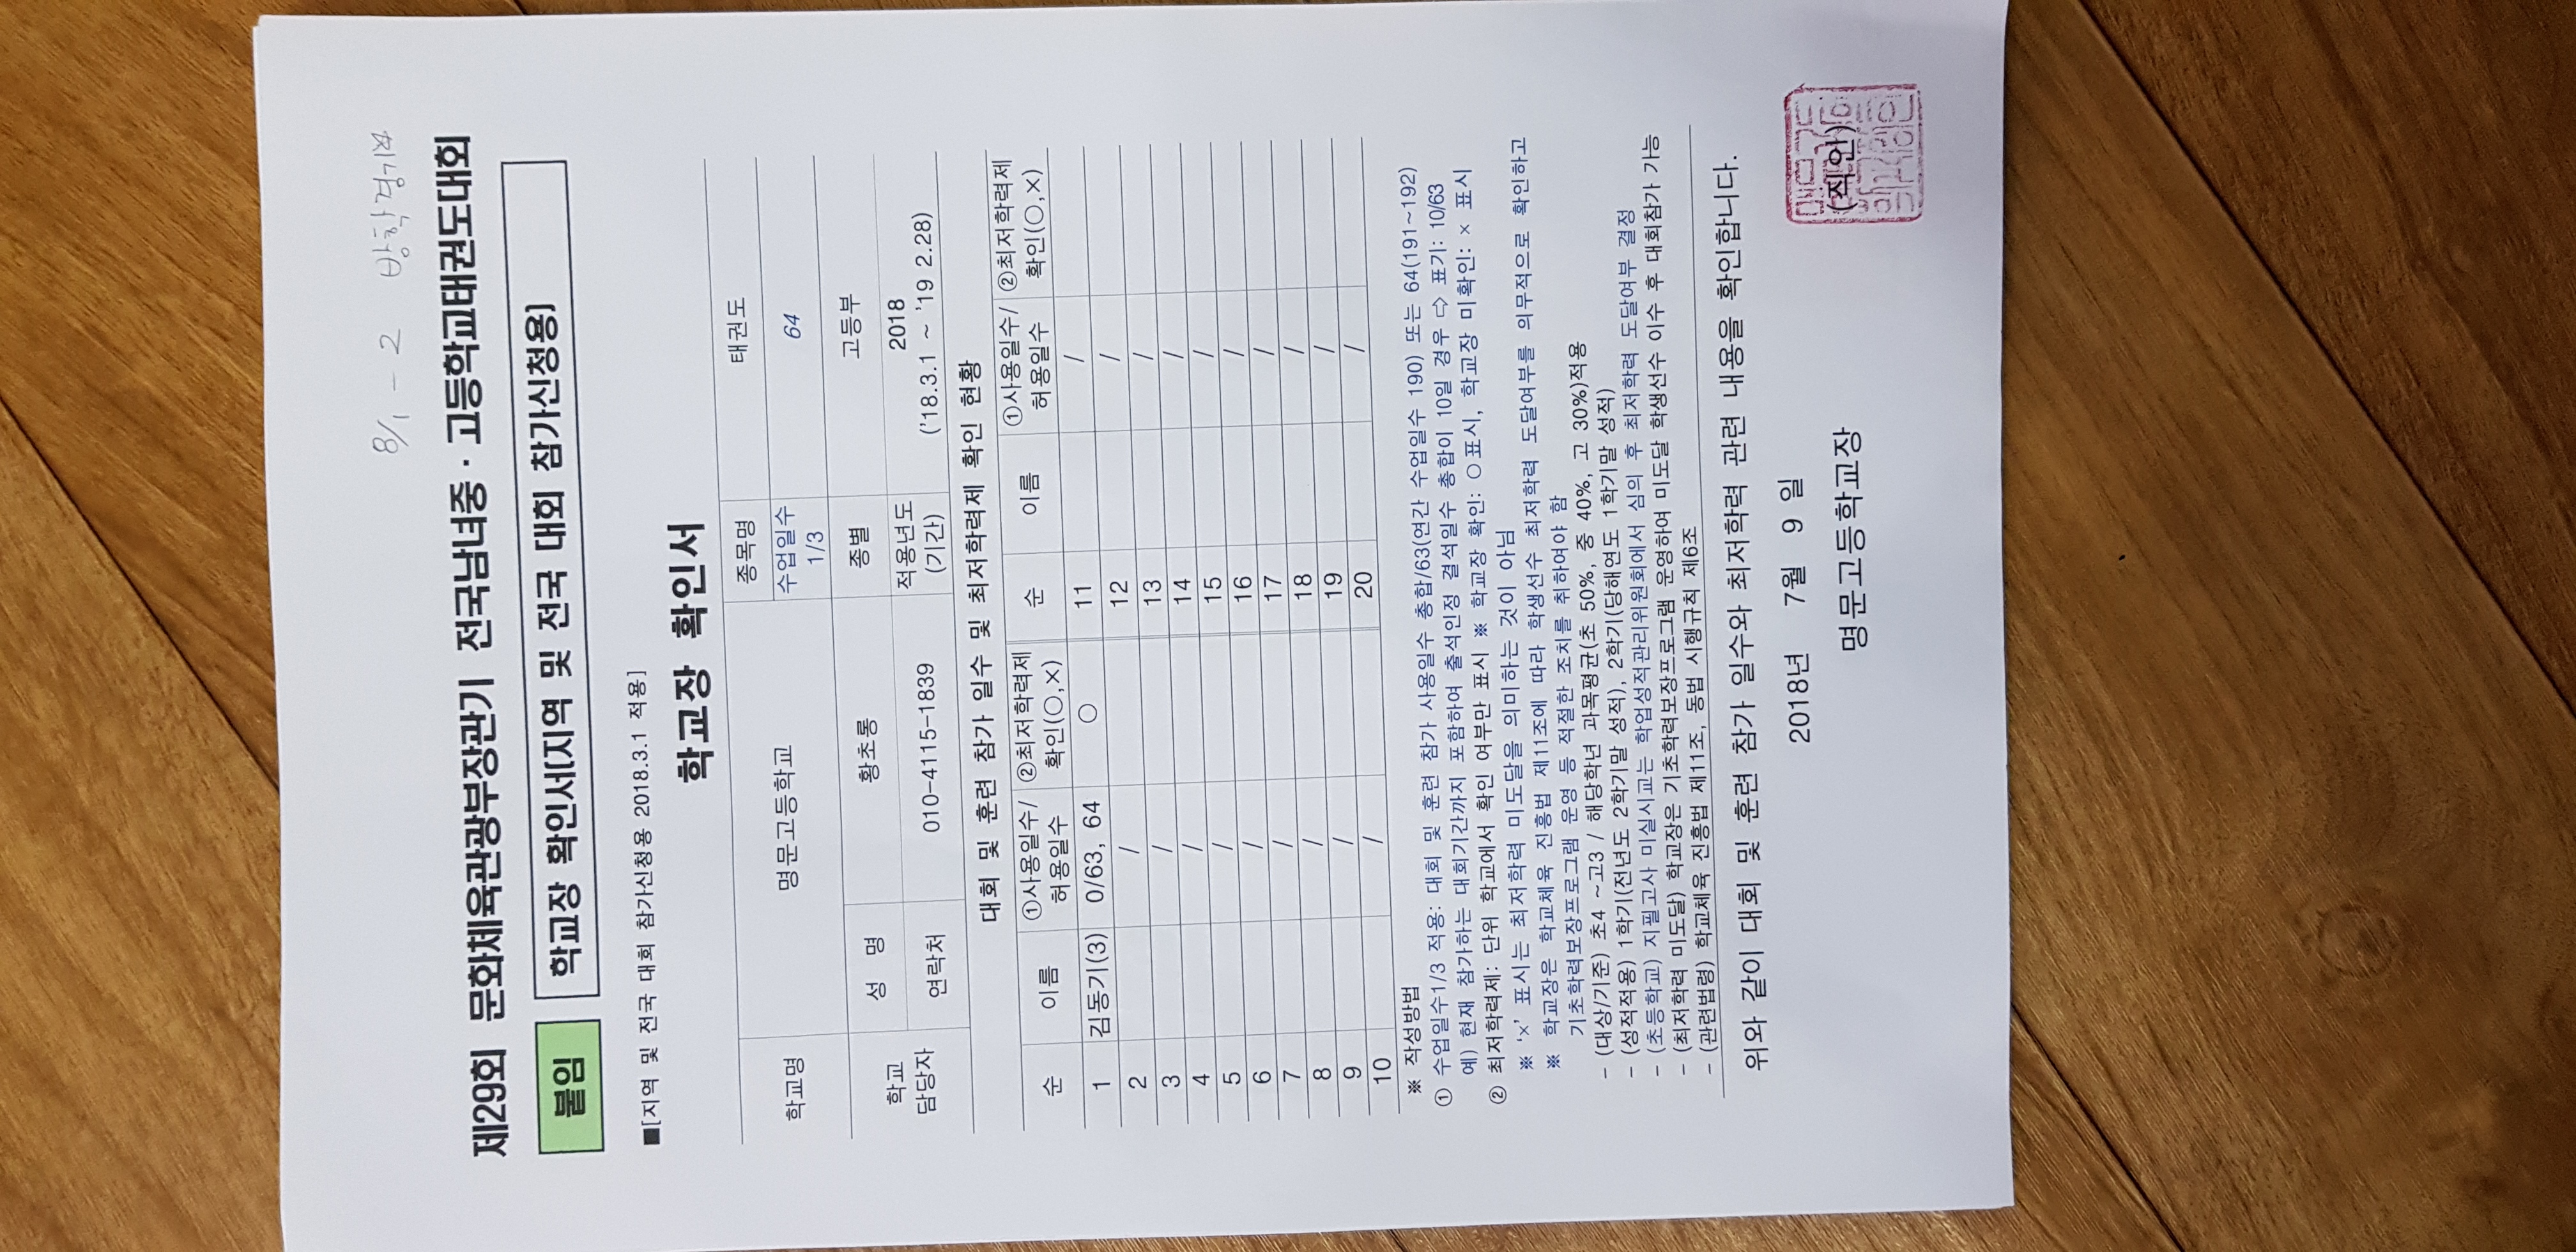 8/1 - 2 방학경기
제29회 문화체육관광부장관기 전국남녀중·고등학교태권도대회
붙임 학교장 확인서(지역 및 전국 대회 참가신청용)
■[지역 및 전국 대회 참가신청용 2018.3.1 적용]
학교장 확인서
학교명 명문고등학교 종목명 태권도
수업일수 1/3 64
학교 담당자 성 명 황초롱 종별 고등부
연락처 010-4115-1839 적용년도 (기간) 2018 ('18.3.1 ~ '19 2.28)
대회 및 훈련 참가 일수 및 최저학력제 확인 현황
순 이름 ①사용일수/허용일수 ②최저학력제 확인(○,×) 순 이름 ①사용일수/허용일수 ②최저학력제 확인(○,×)
1 김동기(3) 0/63, 64 ○ 11 /
2 / 12 /
3 / 13 /
4 / 14 /
5 / 15 /
6 / 16 /
7 / 17 /
8 / 18 /
9 / 19 /
10 / 20 /
※ 작성방법
① 수업일수1/3 적용: 대회 및 훈련 참가 사용일수 총합/63(연간 수업일수 190) 또는 64(191~192)
예) 현재 참가하는 대회기간까지 포함하여 출석인정 결석일수 총합이 10일 경우 ⇨ 표기: 10/63
② 최저학력제: 단위 학교에서 확인 여부만 표시 ※ 학교장 확인: ○표시, 학교장 미확인: × 표시
※ '×' 표시는 최저학력 미도달을 의미하는 것이 아님
※ 학교장은 학교체육 진흥법 제11조에 따라 학생선수 최저학력 도달여부를 의무적으로 확인하고
기초학력보장프로그램 운영 등 적절한 조치를 취하여야 함
- (대상/기준) 초4 ~고3 / 해당학년 과목평균(초 50%, 중 40%, 고 30%)적용
- (성적적용) 1학기(전년도 2학기말 성적), 2학기(당해연도 1학기말 성적)
- (초등학교) 지필고사 미실시교는 학업성적관리위원회에서 심의 후 최저학력 도달여부 결정
- (최저학력 미도달) 학교장은 기초학력보장프로그램 운영하여 미도달 학생선수 이수 후 대회참가 가능
- (관련법령) 학교체육 진흥법 제11조, 동법 시행규칙 제6조
위와 같이 대회 및 훈련 참가 일수와 최저학력 관련 내용을 확인합니다.
2018년 7월 9일
명문고등학교장 (직인)